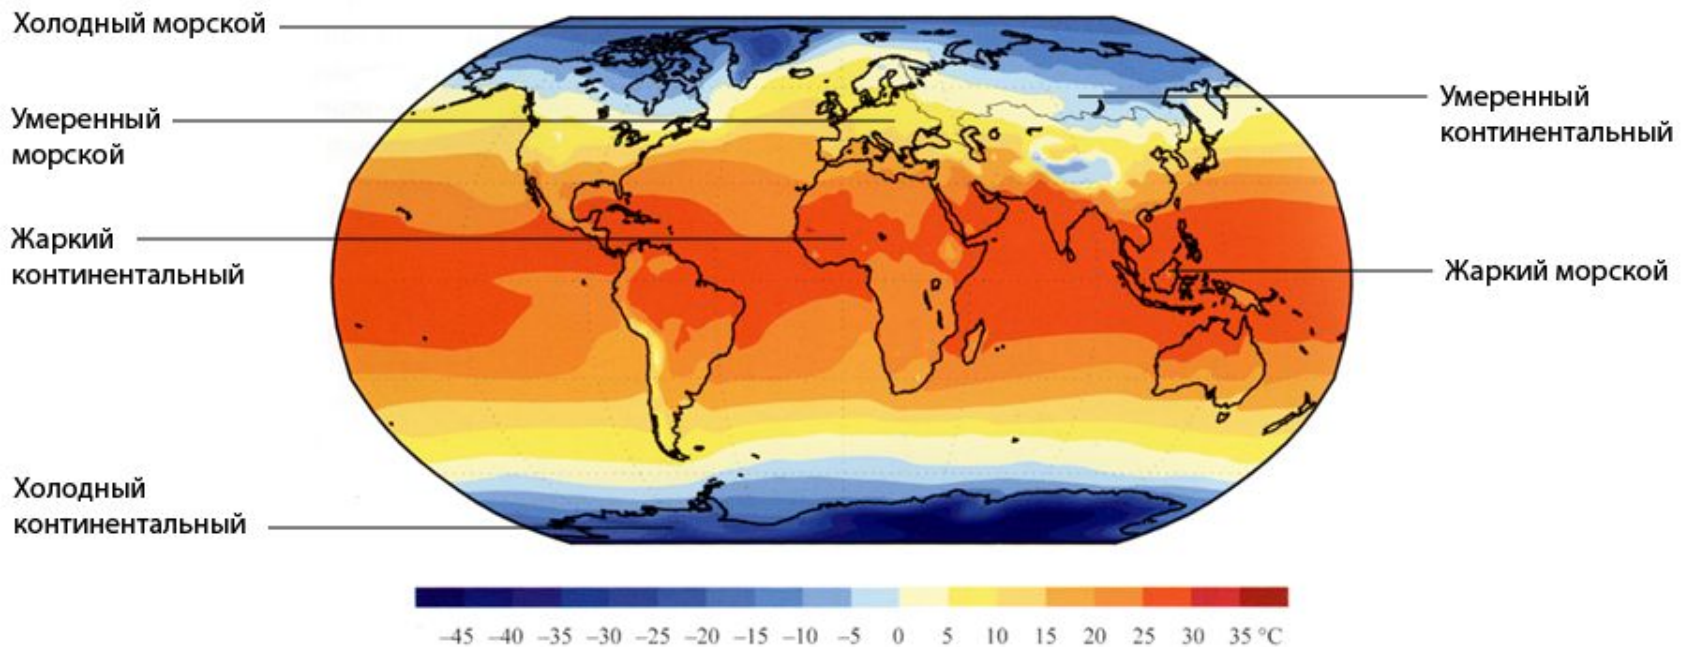 Холодный морской
Умеренный
морской
Жаркий
континентальный
Холодный
континентальный
Умеренный
континентальный
Жаркий морской
–45 –40 –35 –30 –25 –20 –15 –10 –5 0 5 10 15 20 25 30 35 °C